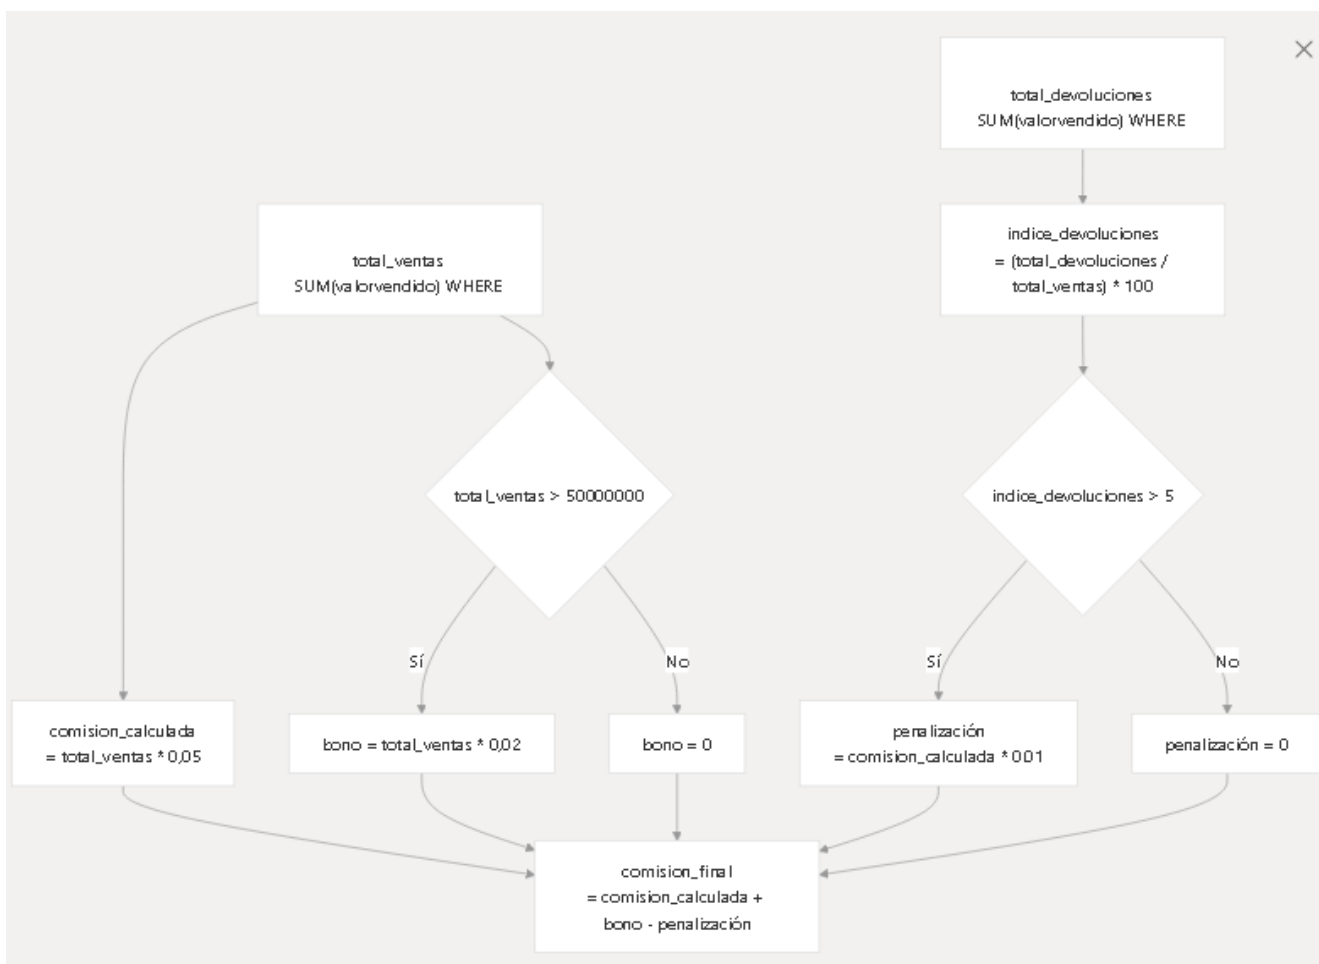 total_devoluciones
SUM(valorvendido) WHERE
total_ventas
SUM(valorvendido) WHERE
indice_devoluciones
= (total_devoluciones /
total_ventas) * 100
total_ventas > 50000000
indice_devoluciones > 5
Sí
No
Sí
No
comision_calculada
= total_ventas * 0,05
bono = total_ventas * 0,02
bono = 0
penalización
= comision_calculada * 0.01
penalización = 0
comision_final
= comision_calculada +
bono - penalización